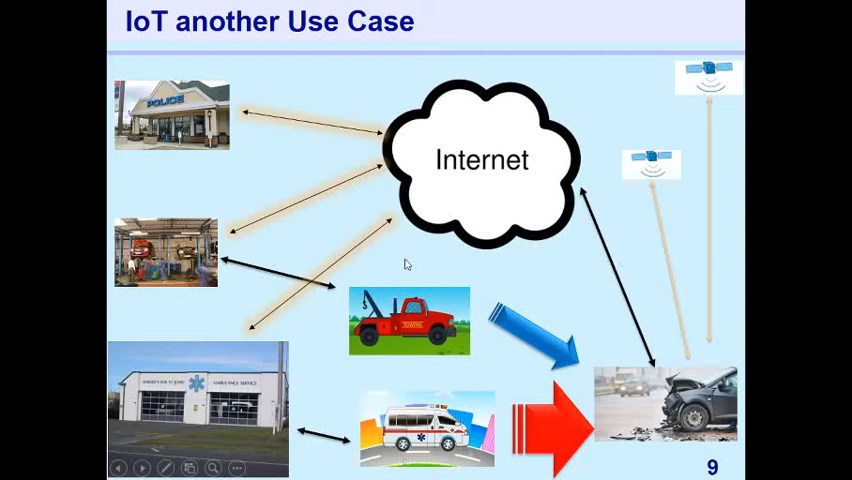 IoT another Use Case
POLICE
Internet
TOWING
AMBULANCE SERVICE
9